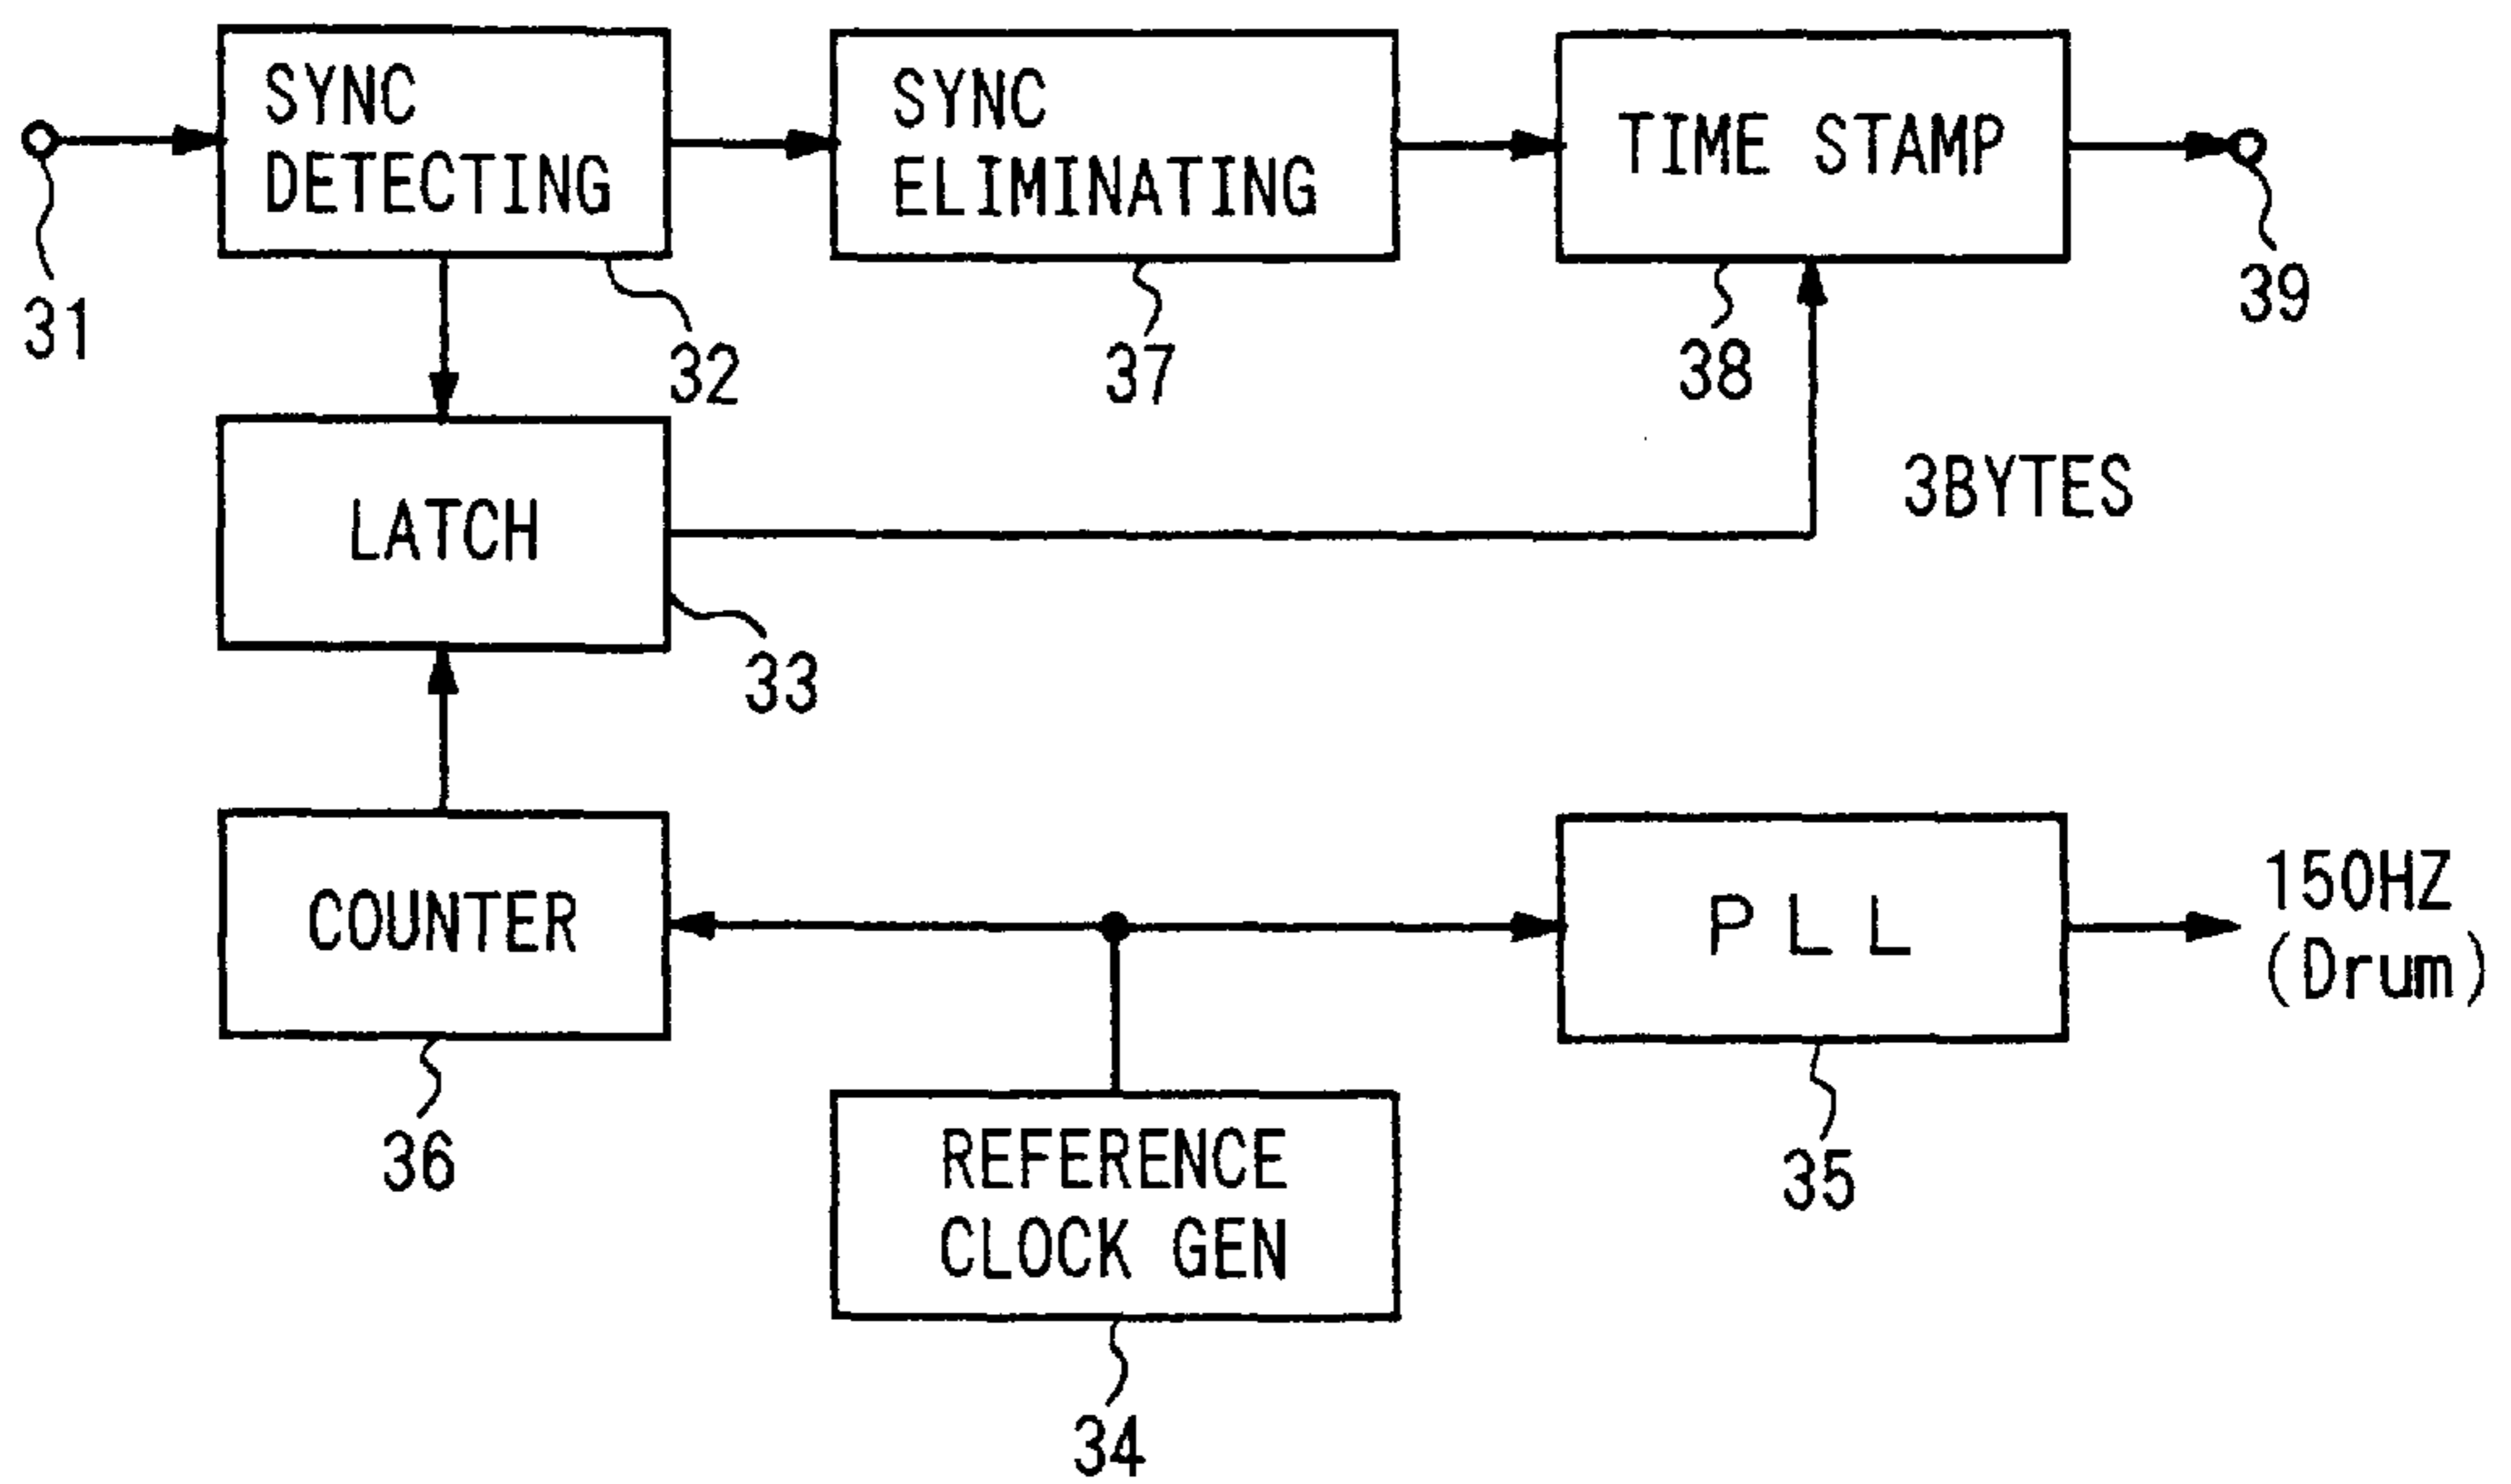 SYNC
DETECTING
SYNC
ELIMINATING
TIME STAMP
31
32
37
38
39
LATCH
3BYTES
33
COUNTER
PLL
150HZ
(Drum)
36
REFERENCE
CLOCK GEN
35
34